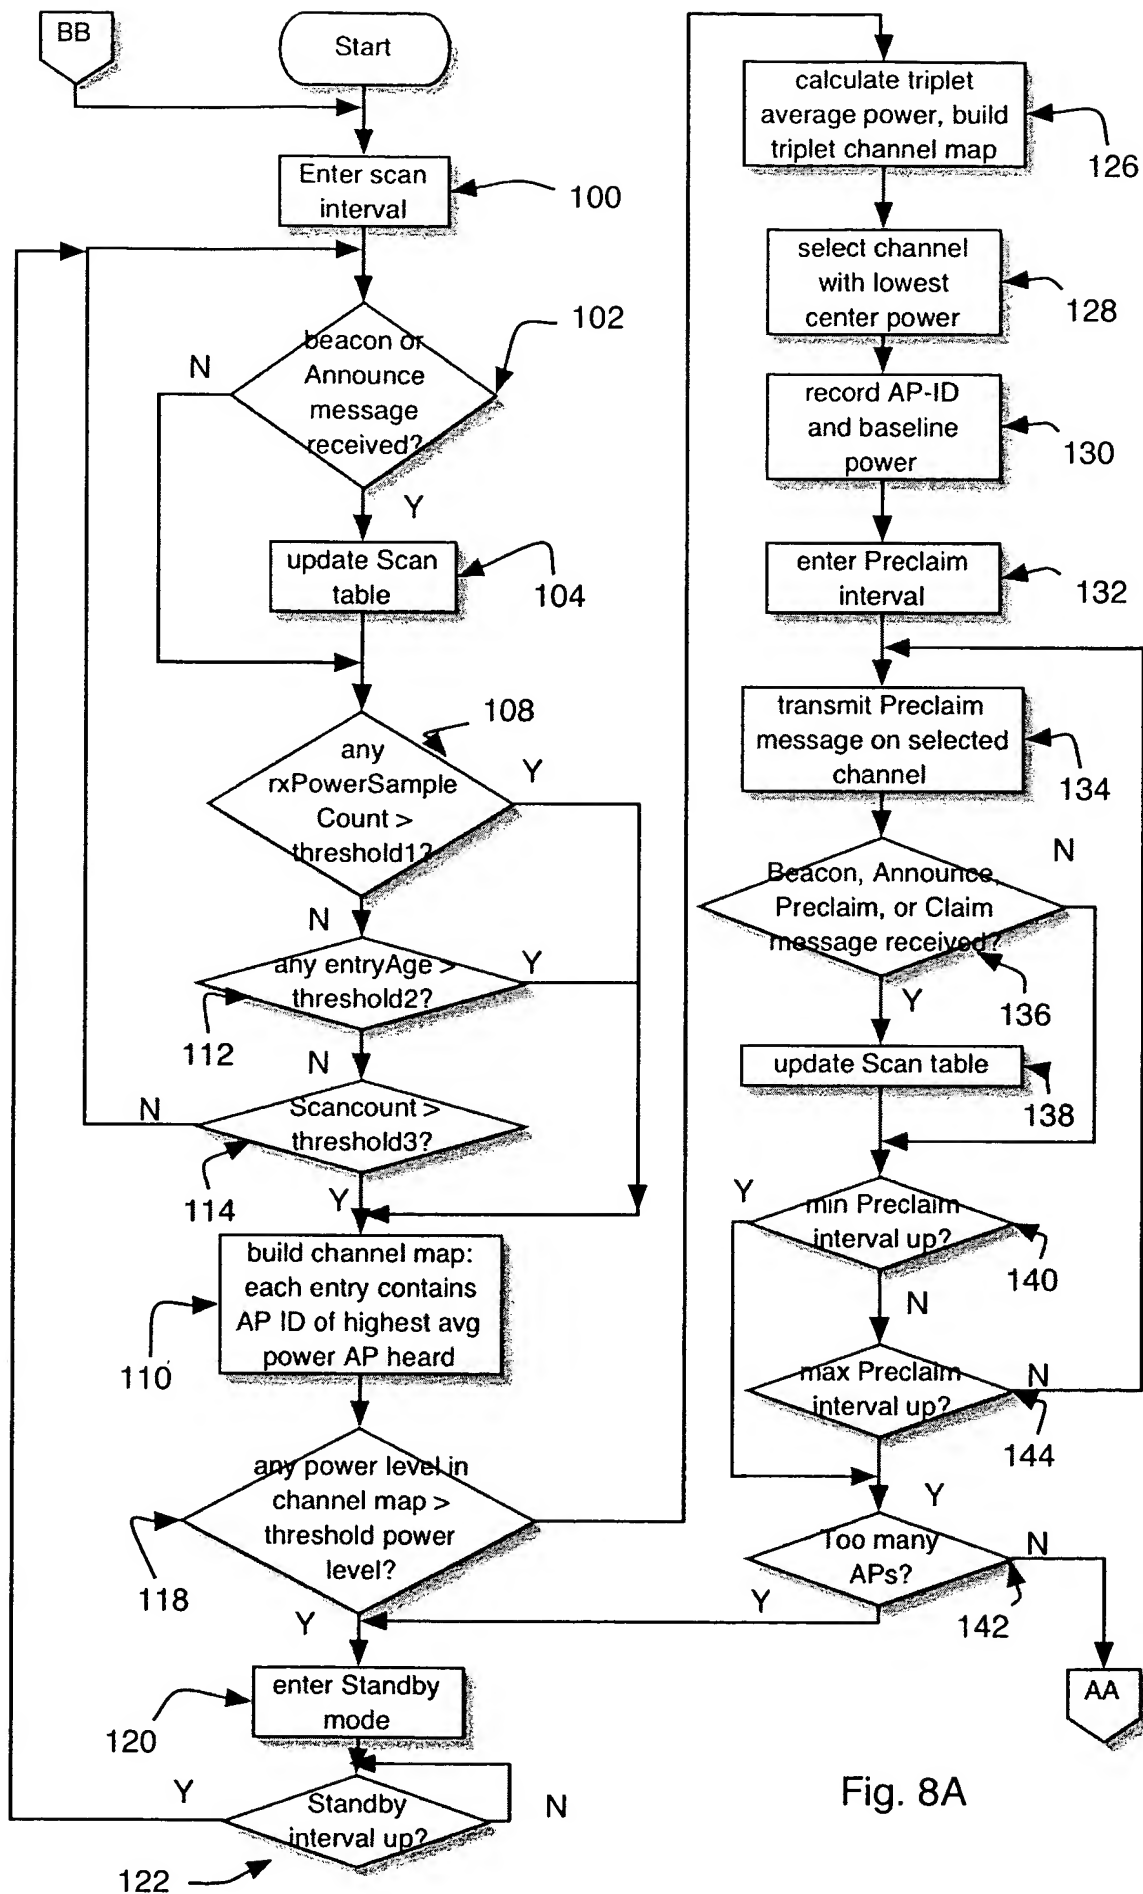 BB
Start
Enter scan
interval
100
beacon or
Announce
message
received?
102
N
Y
update Scan
table
104
any
rxPowerSample
Count >
threshold1?
108
Y
N
any entryAge >
threshold2?
Y
112
N
Scancount >
threshold3?
N
114
Y
build channel map:
each entry contains
AP ID of highest avg
power AP heard
110
any power level in
channel map >
threshold power
level?
118
Y
enter Standby
mode
120
Y
Standby
interval up?
N
122
calculate triplet
average power, build
triplet channel map
126
select channel
with lowest
center power
128
record AP-ID
and baseline
power
130
enter Preclaim
interval
132
transmit Preclaim
message on selected
channel
134
N
Beacon, Announce,
Preclaim, or Claim
message received?
136
Y
update Scan table
138
Y
min Preclaim
interval up?
140
N
max Preclaim
interval up?
N
144
Y
Too many
APs?
N
Y
142
AA
Fig. 8A